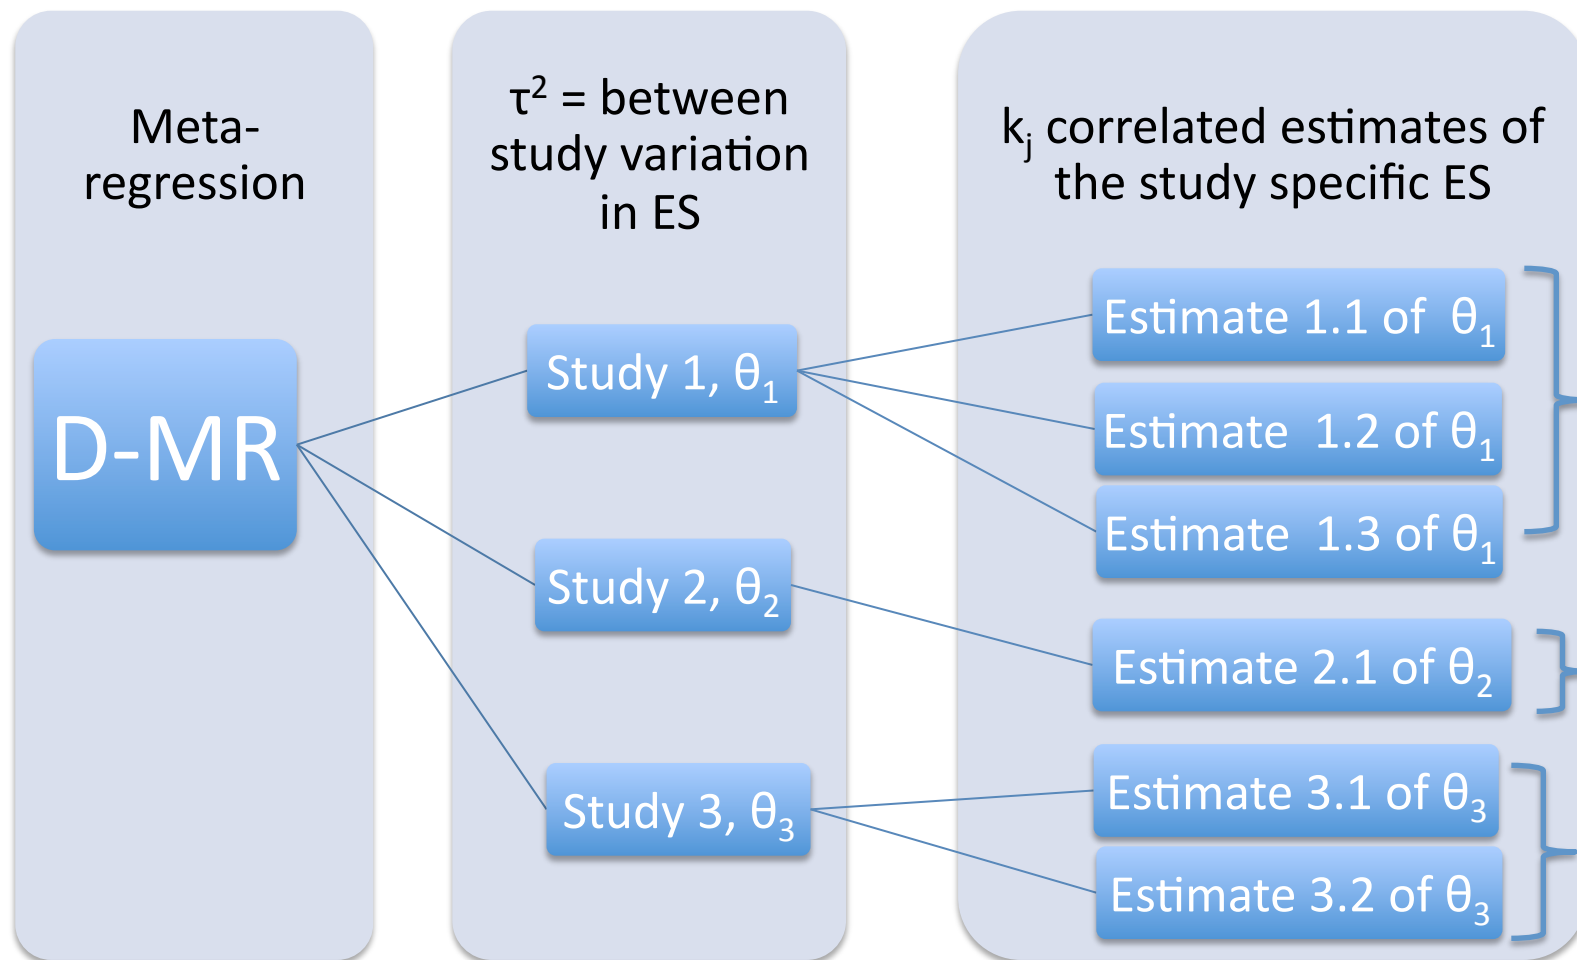 Meta-
regression
D-MR
τ² = between
study variation
in ES
Study 1, θ₁
Study 2, θ₂
Study 3, θ₃
kⱼ correlated estimates of
the study specific ES
Estimate 1.1 of θ₁
Estimate 1.2 of θ₁
Estimate 1.3 of θ₁
Estimate 2.1 of θ₂
Estimate 3.1 of θ₃
Estimate 3.2 of θ₃